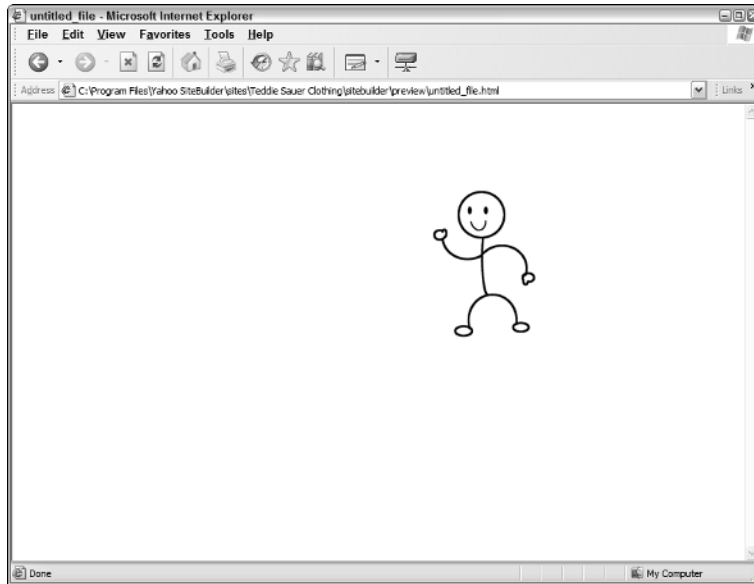 untitled_file - Microsoft Internet Explorer
File Edit View Favorites Tools Help
Address C:\Program Files\Yahoo SiteBuilder\sites\Teddie Sauer Clothing\sitebuilder\preview\untitled_file.html Links »
Done My Computer